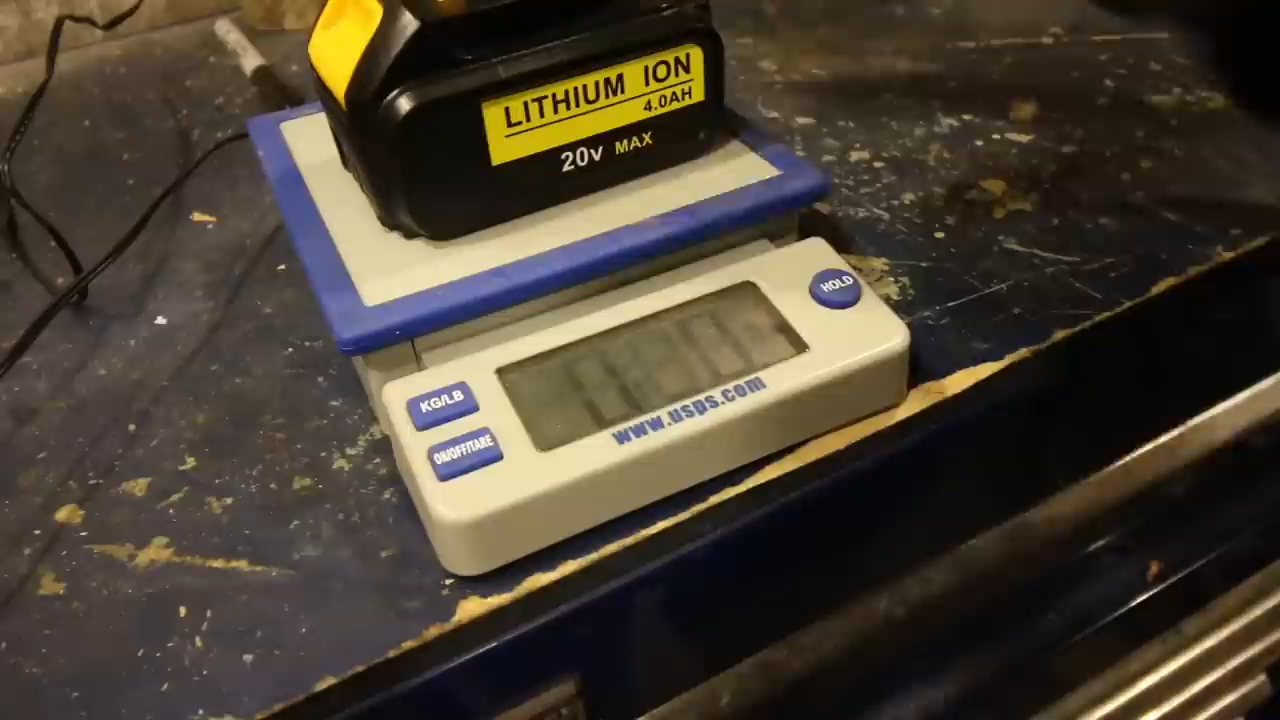 LITHIUM ION
4.0AH
20V MAX
HOLD
KG/LB
www.usps.com
ON/OFF/TARE